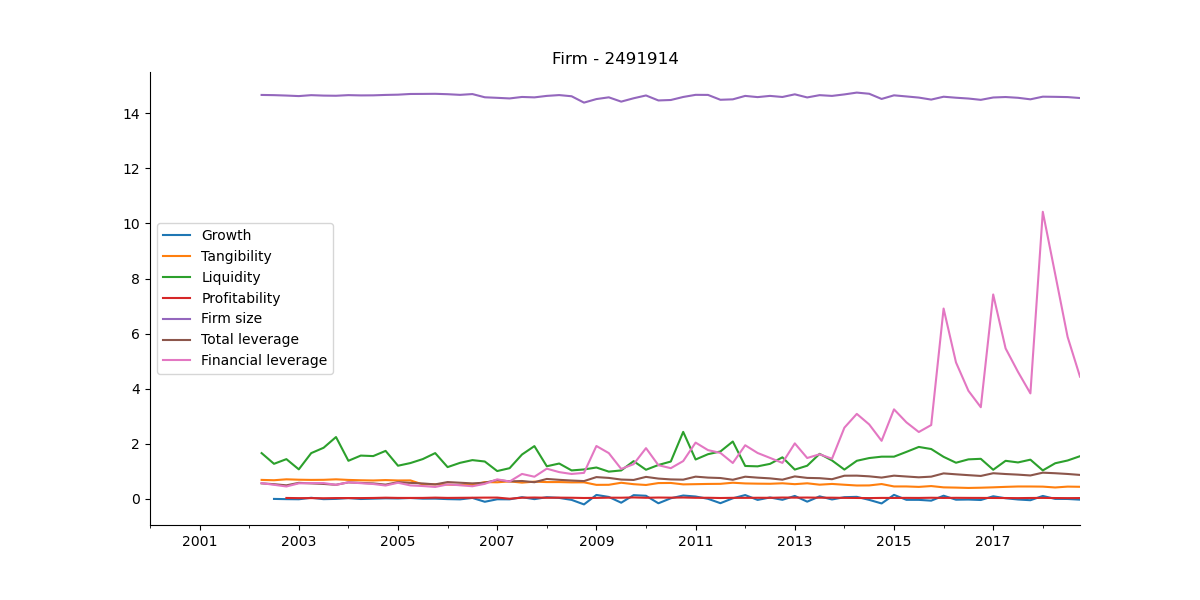 Firm - 2491914
14
12
10
8
6
4
2
0
Growth
Tangibility
Liquidity
Profitability
Firm size
Total leverage
Financial leverage
2001 2003 2005 2007 2009 2011 2013 2015 2017